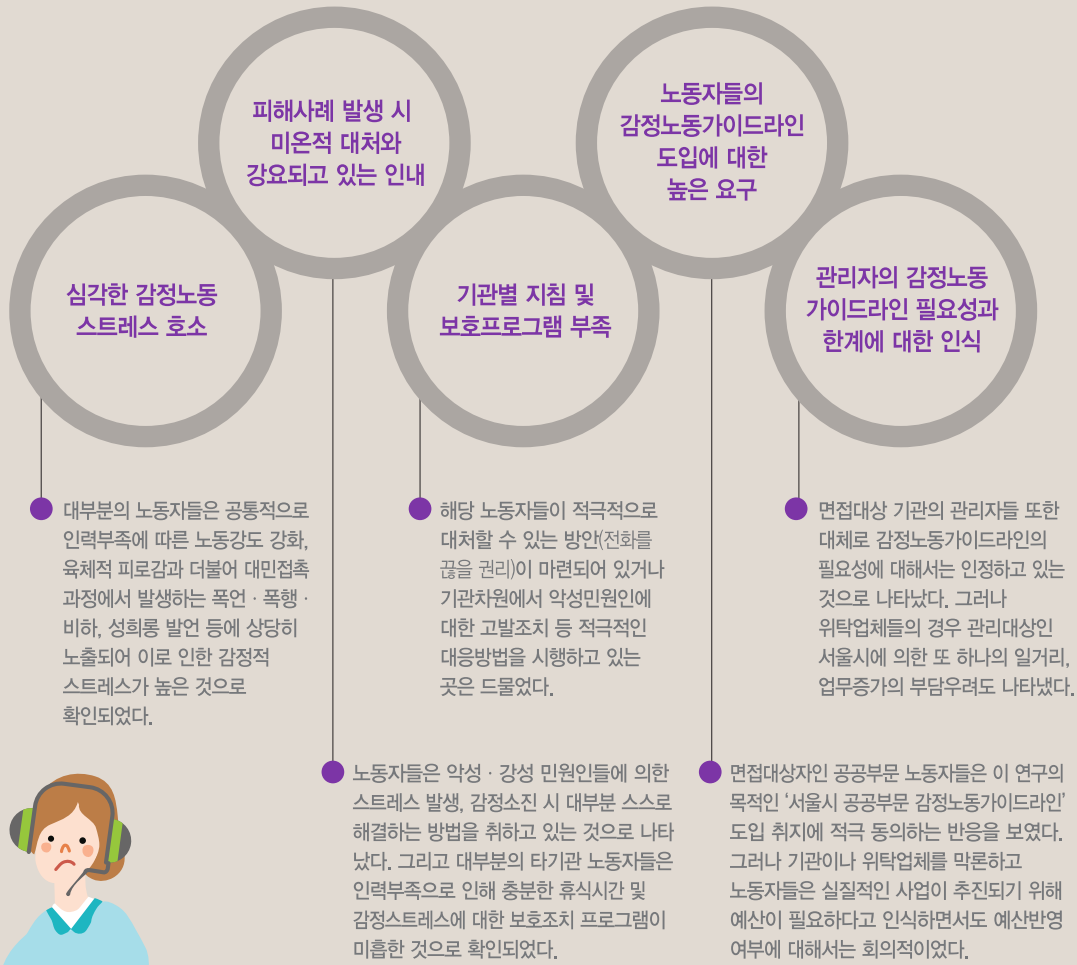 피해사례 발생 시
미온적 대처와
강요되고 있는 인내
노동자들의
감정노동가이드라인
도입에 대한
높은 요구
심각한 감정노동
스트레스 호소
기관별 지침 및
보호프로그램 부족
관리자의 감정노동
가이드라인 필요성과
한계에 대한 인식
대부분의 노동자들은 공통적으로
인력부족에 따른 노동강도 강화,
육체적 피로감과 더불어 대민접촉
과정에서 발생하는 폭언 · 폭행 ·
비하, 성희롱 발언 등에 상당히
노출되어 이로 인한 감정적
스트레스가 높은 것으로
확인되었다.
해당 노동자들이 적극적으로
대처할 수 있는 방안(전화를
끊을 권리)이 마련되어 있거나
기관차원에서 악성민원인에
대한 고발조치 등 적극적인
대응방법을 시행하고 있는
곳은 드물었다.
면접대상 기관의 관리자들 또한
대체로 감정노동가이드라인의
필요성에 대해서는 인정하고 있는
것으로 나타났다. 그러나
위탁업체들의 경우 관리대상인
서울시에 의한 또 하나의 일거리,
업무증가의 부담우려도 나타냈다.
노동자들은 악성 · 강성 민원인들에 의한
스트레스 발생, 감정소진 시 대부분 스스로
해결하는 방법을 취하고 있는 것으로 나타
났다. 그리고 대부분의 타기관 노동자들은
인력부족으로 인해 충분한 휴식시간 및
감정스트레스에 대한 보호조치 프로그램이
미흡한 것으로 확인되었다.
면접대상자인 공공부문 노동자들은 이 연구의
목적인 ‘서울시 공공부문 감정노동가이드라인’
도입 취지에 적극 동의하는 반응을 보였다.
그러나 기관이나 위탁업체를 막론하고
노동자들은 실질적인 사업이 추진되기 위해
예산이 필요하다고 인식하면서도 예산반영
여부에 대해서는 회의적이었다.